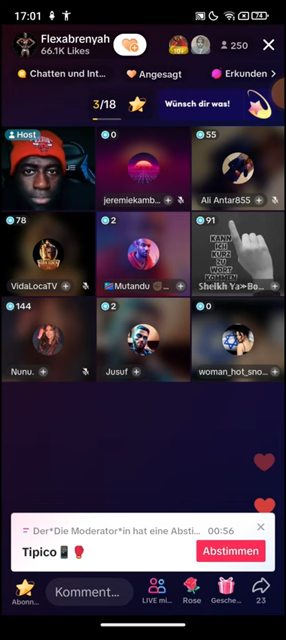 17:01
74
Flexabrenyah
66.1K Likes
250
Chatten und Int...
Angesagt
Erkunden >
3/18
Wünsch dir was!
Host
0
55
jeremiekamb...
Ali Antar855
78
2
91
KANN
ICH
KURZ
ZU
WORT
KOMMEN
VidaLocaTV
Mutandu
144
2
0
Nunu.
Jusuf
woman_hot_sno...
Der*Die Moderator*in hat eine Absti... 00:56
Tipico
Abstimmen
Komment...
Abonn...
LIVE mi...
Rose
Gesche...
23